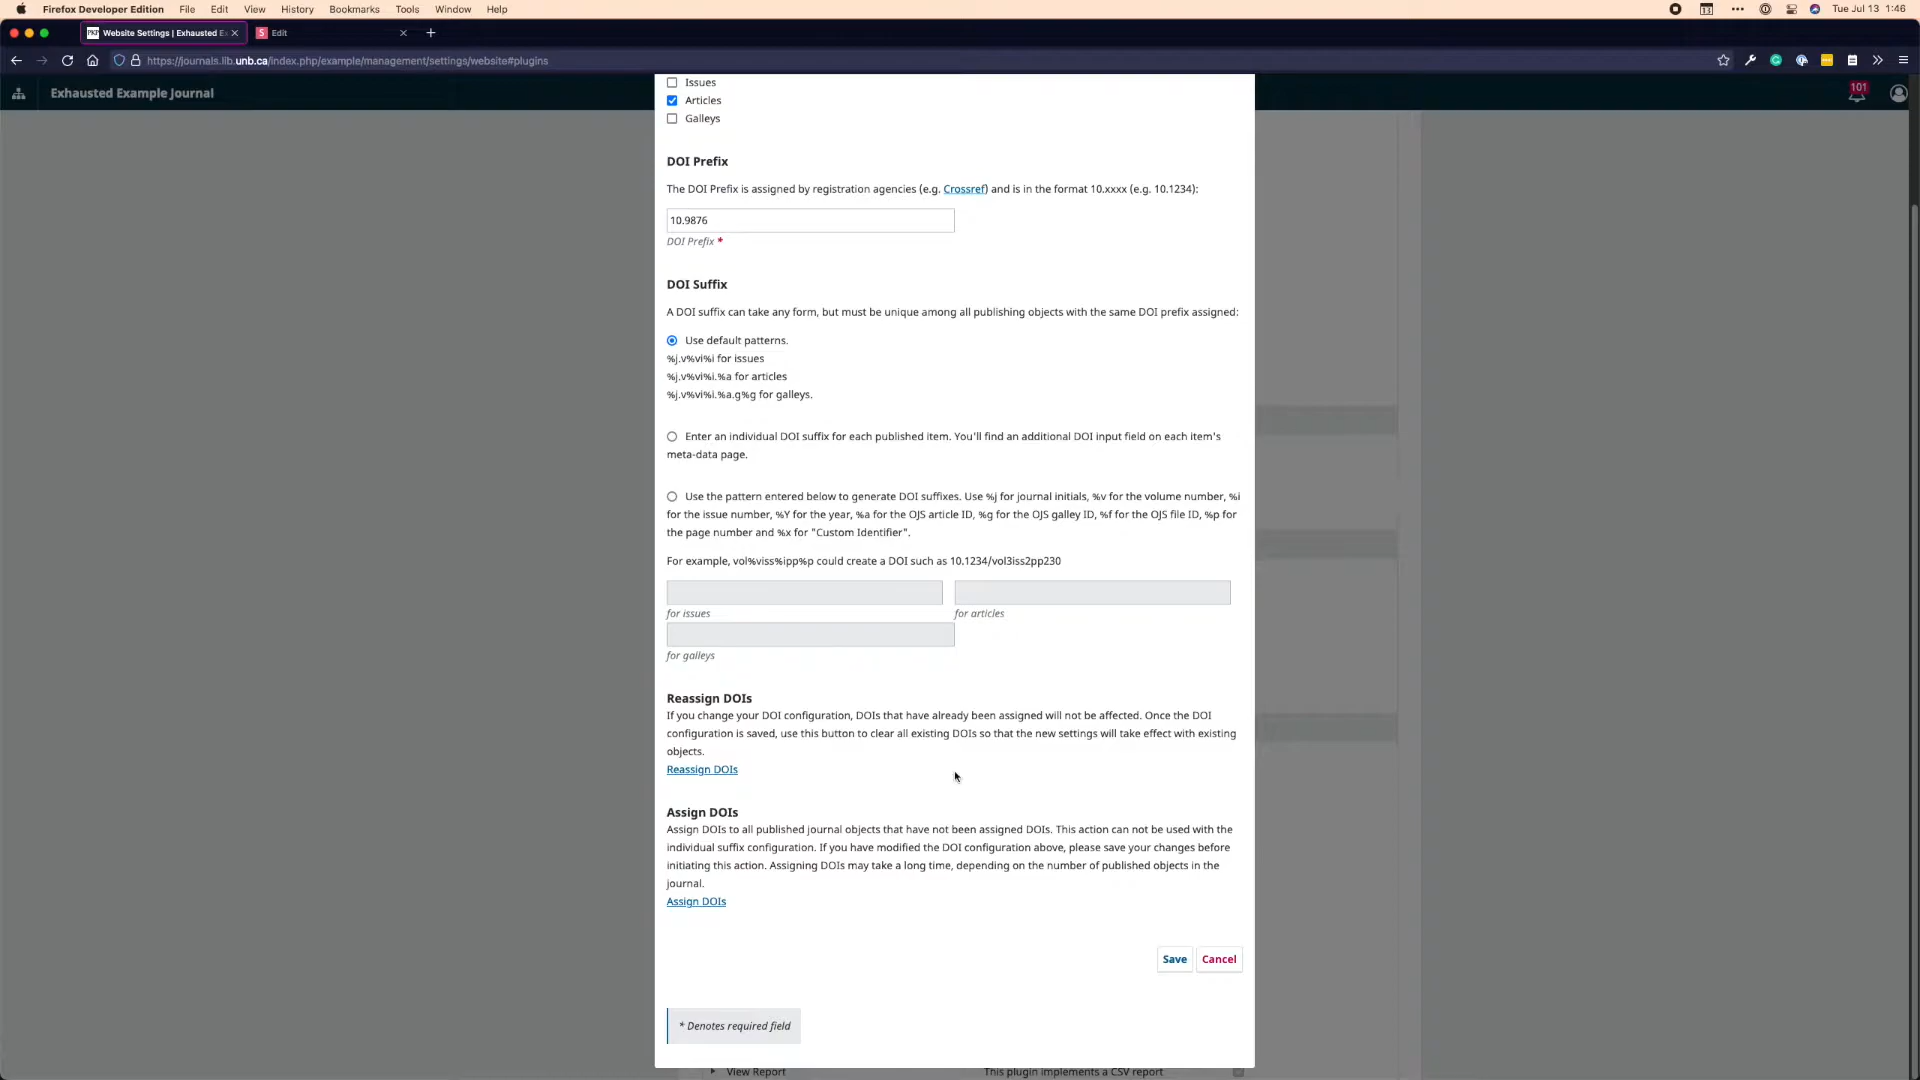 Firefox Developer Edition File Edit View History Bookmarks Tools Window Help
13
Tue Jul 13 1:46
PKP Website Settings | Exhausted E
S Edit
https://journals.lib.unb.ca/index.php/example/management/settings/website#plugins
Exhausted Example Journal
101
Issues
Articles
Galleys
DOI Prefix
The DOI Prefix is assigned by registration agencies (e.g. Crossref) and is in the format 10.xxxx (e.g. 10.1234):
10.9876
DOI Prefix *
DOI Suffix
A DOI suffix can take any form, but must be unique among all publishing objects with the same DOI prefix assigned:
Use default patterns.
%j.v%vi%i for issues
%j.v%vi%i.%a for articles
%j.v%vi%i.%a.g%g for galleys.
Enter an individual DOI suffix for each published item. You'll find an additional DOI input field on each item's
meta-data page.
Use the pattern entered below to generate DOI suffixes. Use %j for journal initials, %v for the volume number, %i
for the issue number, %Y for the year, %a for the OJS article ID, %g for the OJS galley ID, %f for the OJS file ID, %p for
the page number and %x for "Custom Identifier".
For example, vol%viss%ipp%p could create a DOI such as 10.1234/vol3iss2pp230
for issues
for articles
for galleys
Reassign DOIs
If you change your DOI configuration, DOIs that have already been assigned will not be affected. Once the DOI
configuration is saved, use this button to clear all existing DOIs so that the new settings will take effect with existing
objects.
Reassign DOIs
Assign DOIs
Assign DOIs to all published journal objects that have not been assigned DOIs. This action can not be used with the
individual suffix configuration. If you have modified the DOI configuration above, please save your changes before
initiating this action. Assigning DOIs may take a long time, depending on the number of published objects in the
journal.
Assign DOIs
Save Cancel
* Denotes required field
View Report
This plugin implements a CSV report